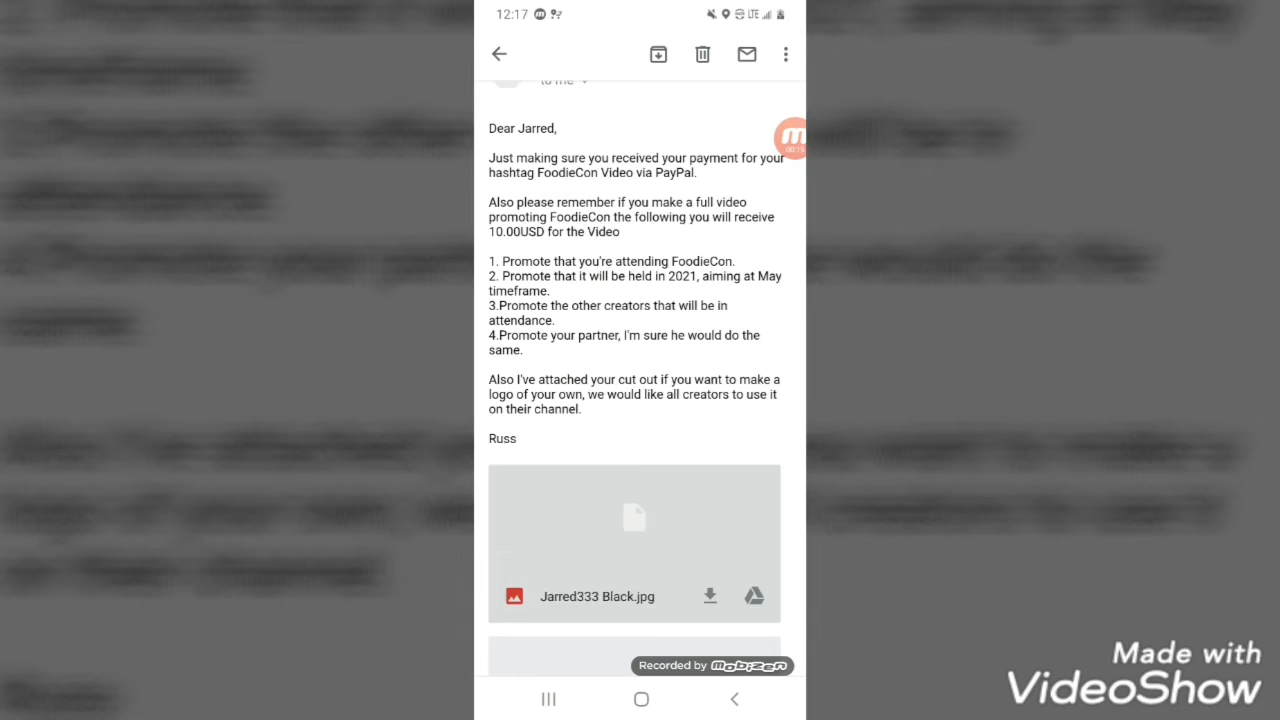 12:17
LTE
to me
Dear Jarred,
Just making sure you received your payment for your
hashtag FoodieCon Video via PayPal.
Also please remember if you make a full video
promoting FoodieCon the following you will receive
10.00USD for the Video
1. Promote that you're attending FoodieCon.
2. Promote that it will be held in 2021, aiming at May
timeframe.
3.Promote the other creators that will be in
attendance.
4.Promote your partner, I'm sure he would do the
same.
Also I've attached your cut out if you want to make a
logo of your own, we would like all creators to use it
on their channel.
Russ
Jarred333 Black.jpg
Recorded by mobizen
Made with
VideoShow